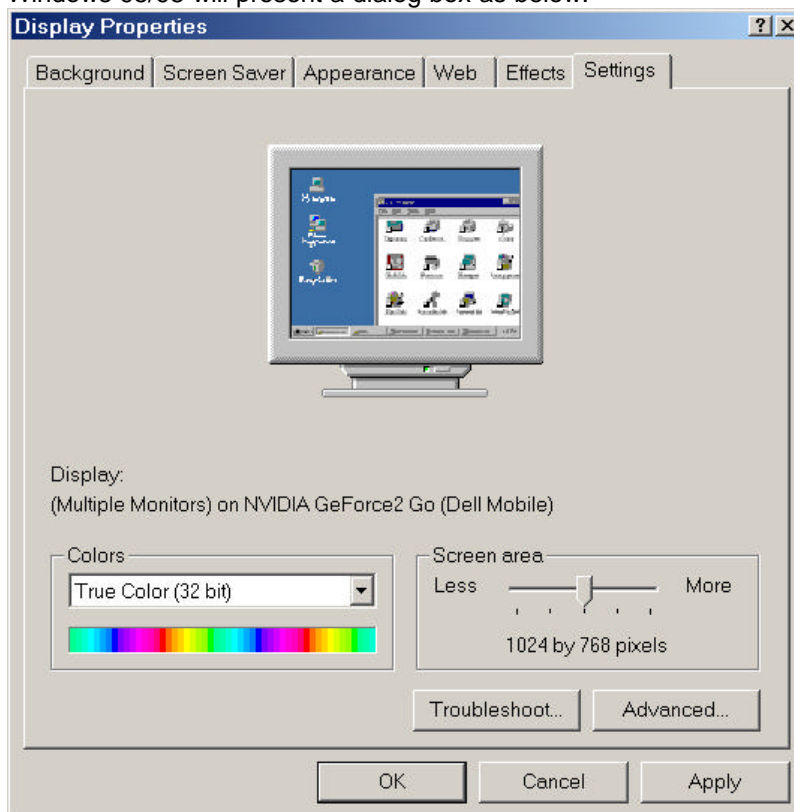 Display Properties
Background Screen Saver Appearance Web Effects Settings
Display:
(Multiple Monitors) on NVIDIA GeForce2 Go (Dell Mobile)
Colors
True Color (32 bit)
Screen area
Less More
1024 by 768 pixels
Troubleshoot... Advanced...
OK Cancel Apply